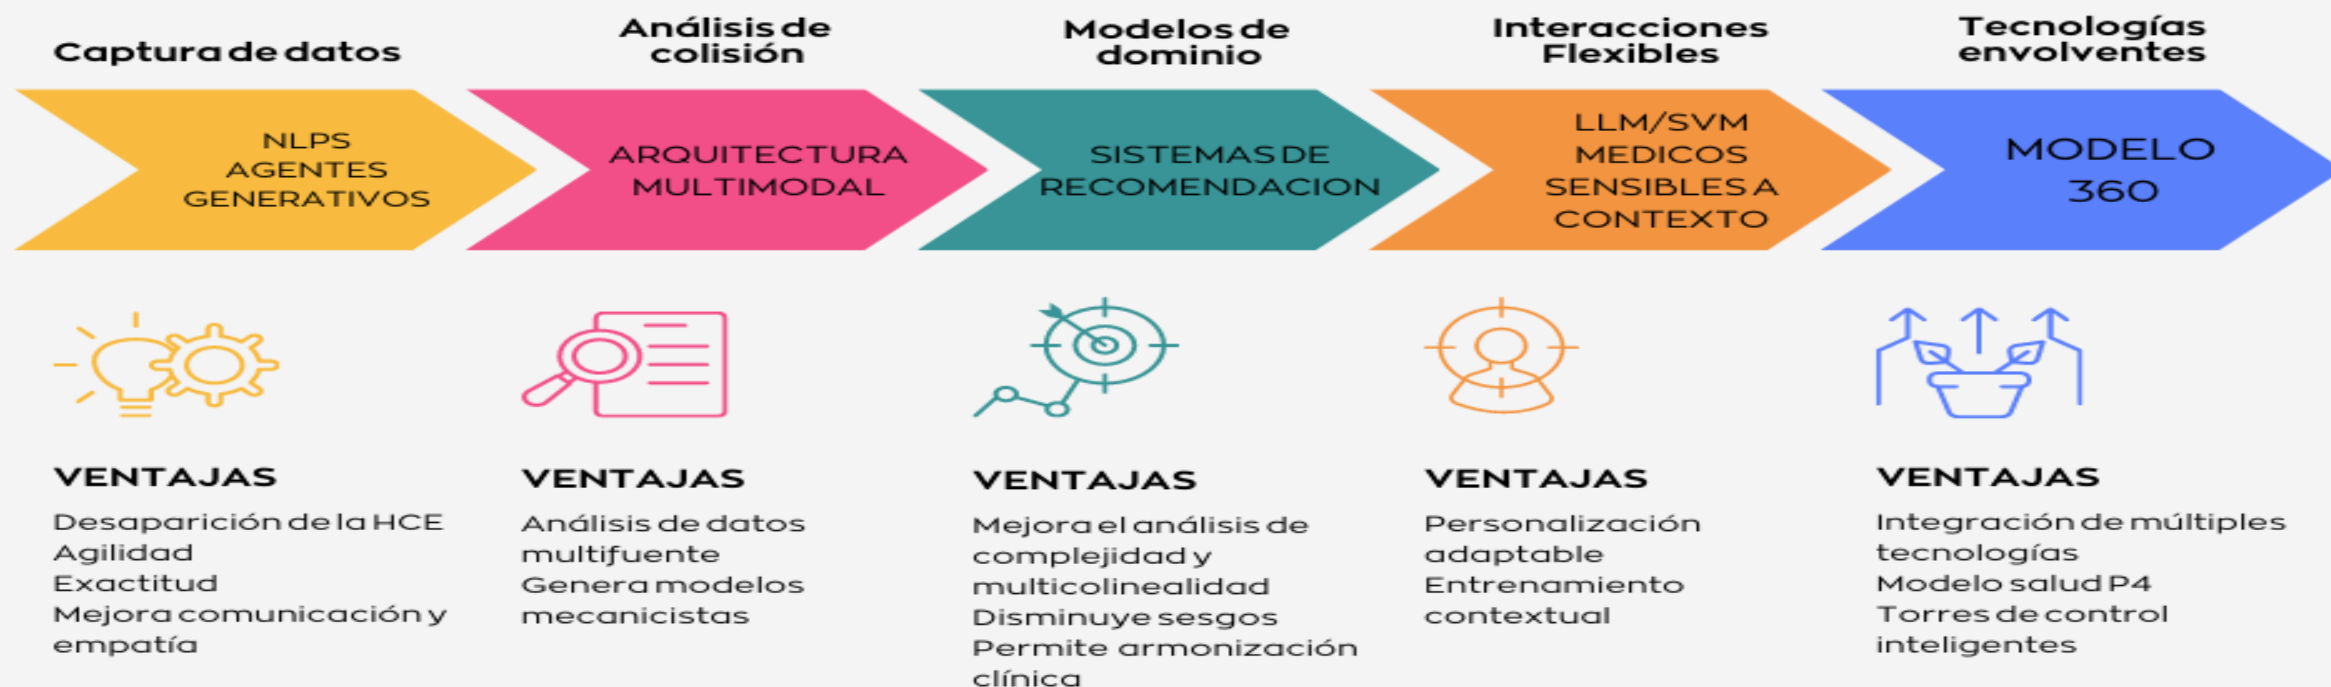 Captura de datos
Análisis de
colisión
Modelos de
dominio
Interacciones
Flexibles
Tecnologías
envolventes
NLPS
AGENTES
GENERATIVOS
ARQUITECTURA
MULTIMODAL
SISTEMAS DE
RECOMENDACION
LLM/SVM
MEDICOS
SENSIBLES A
CONTEXTO
MODELO
360
VENTAJAS
Desaparición de la HCE
Agilidad
Exactitud
Mejora comunicación y
empatía
VENTAJAS
Análisis de datos
multifuente
Genera modelos
mecanicistas
VENTAJAS
Mejora el análisis de
complejidad y
multicolinealidad
Disminuye sesgos
Permite armonización
clínica
VENTAJAS
Personalización
adaptable
Entrenamiento
contextual
VENTAJAS
Integración de múltiples
tecnologías
Modelo salud P4
Torres de control
inteligentes